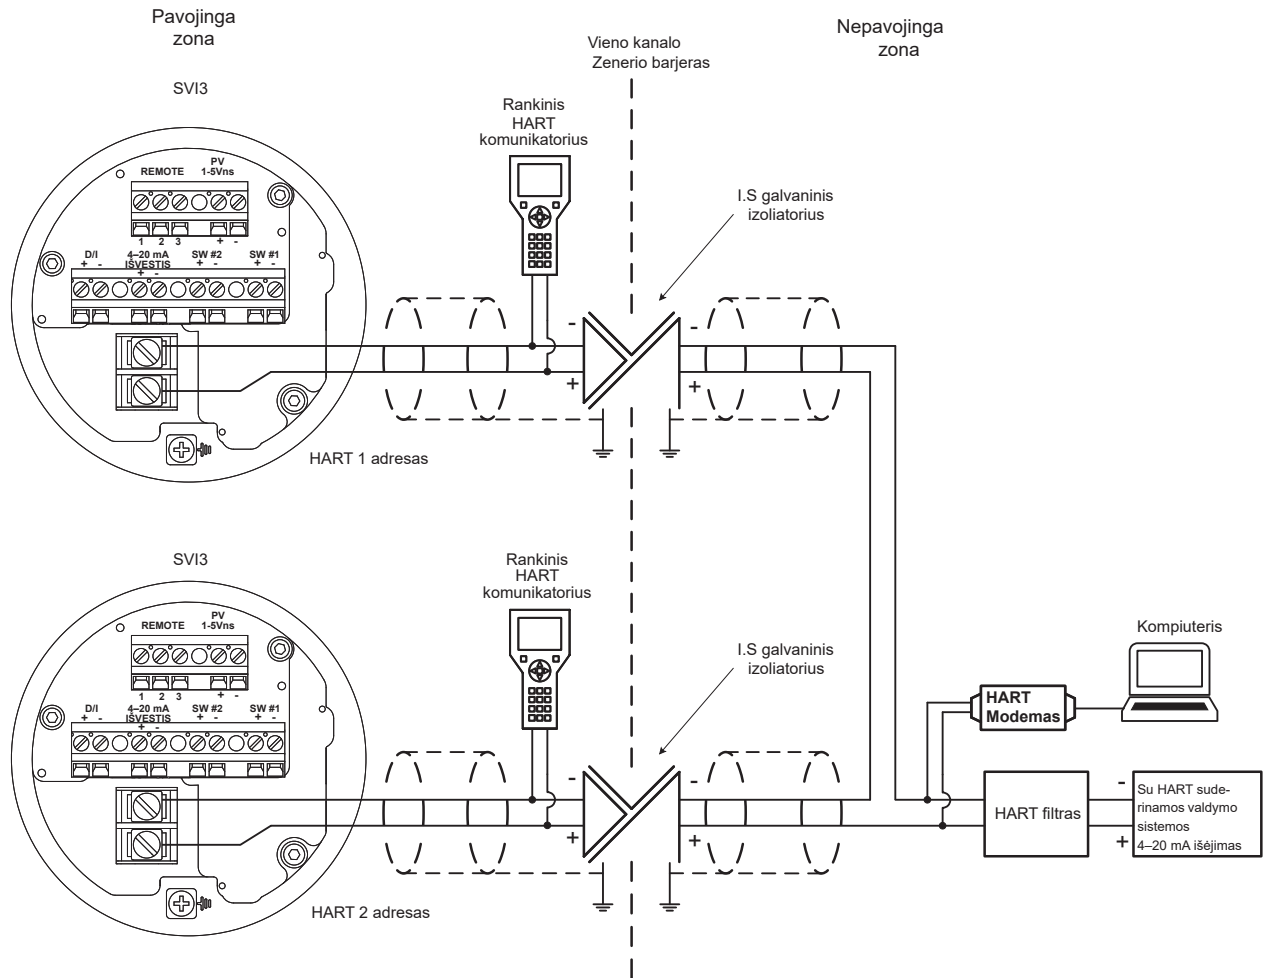 Pavojinga
zona
Nepavojinga
zona
Vieno kanalo
Zenerio barjeras
SVI3
Rankinis
HART
komunikatorius
REMOTE
PV
1-5Vns
1 2 3 + -
D/I
+ -
4–20 mA
IŠVESTIS
+ -
SW #2
+ -
SW #1
+ -
I.S galvaninis
izoliatorius
-
+
-
+
HART 1 adresas
SVI3
Rankinis
HART
komunikatorius
REMOTE
PV
1-5Vns
1 2 3 + -
D/I
+ -
4–20 mA
IŠVESTIS
+ -
SW #2
+ -
SW #1
+ -
I.S galvaninis
izoliatorius
-
+
-
+
HART 2 adresas
Kompiuteris
HART
Modemas
HART filtras
-
+
Su HART sude-
rinamos valdymo
sistemos
4–20 mA išėjimas